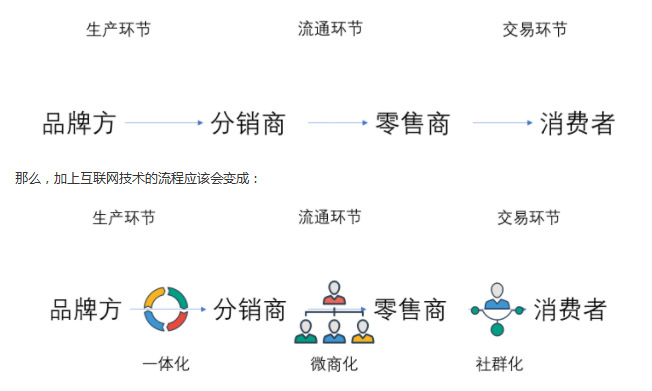 生产环节 流通环节 交易环节
品牌方 分销商 零售商 消费者
那么，加上互联网技术的流程应该会变成：
生产环节 流通环节 交易环节
品牌方 分销商 零售商 消费者
一体化 微商化 社群化